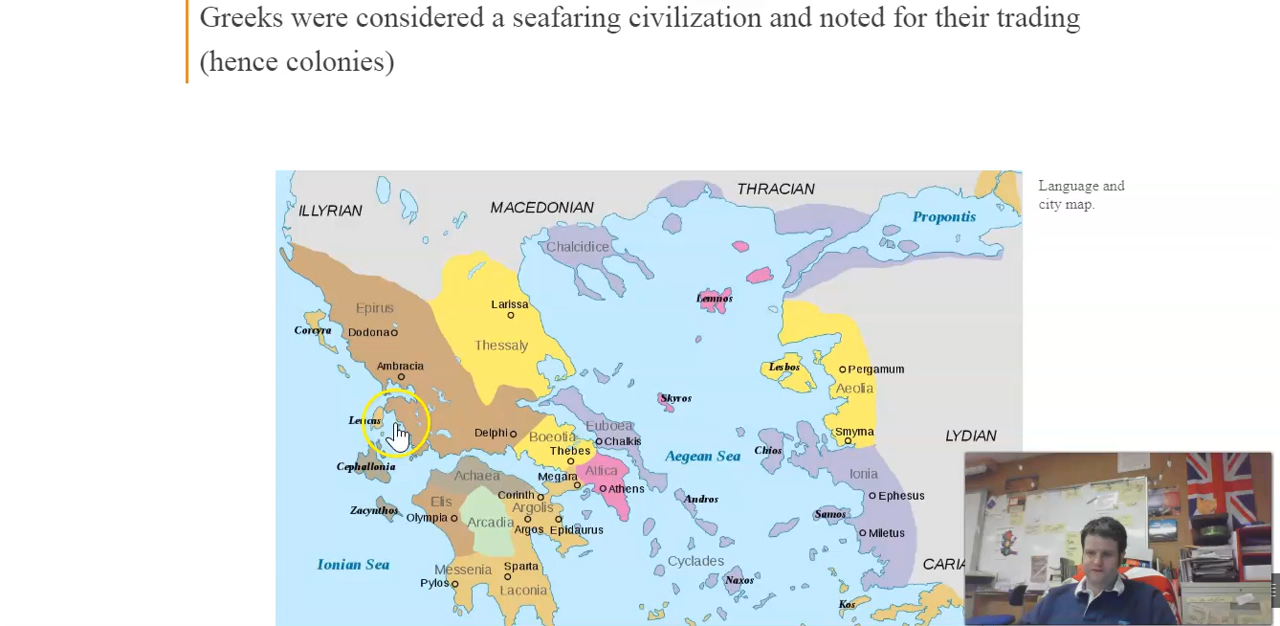 Greeks were considered a seafaring civilization and noted for their trading
(hence colonies)
Language and
city map.
ILLYRIAN
MACEDONIAN
THRACIAN
Propontis
Chalcidice
Lemnos
Epirus
Larissa
Corcyra
Dodona
Thessaly
Ambracia
Lesbos
Pergamum
Aeolia
Skyros
Leucas
Delphi
Boeotia
Euboea
Chalkis
Smyrna
LYDIAN
Thebes
Aegean Sea
Chios
Cephallonia
Achaea
Megara
Attica
Ionia
Athens
Corinth
Elis
Andros
Ephesus
Zacynthos
Olympia
Arcadia
Argolis
Argos
Epidaurus
Samos
Miletus
Ionian Sea
Messenia
Sparta
Cyclades
CARIA
Pylos
Laconia
Naxos
Kos